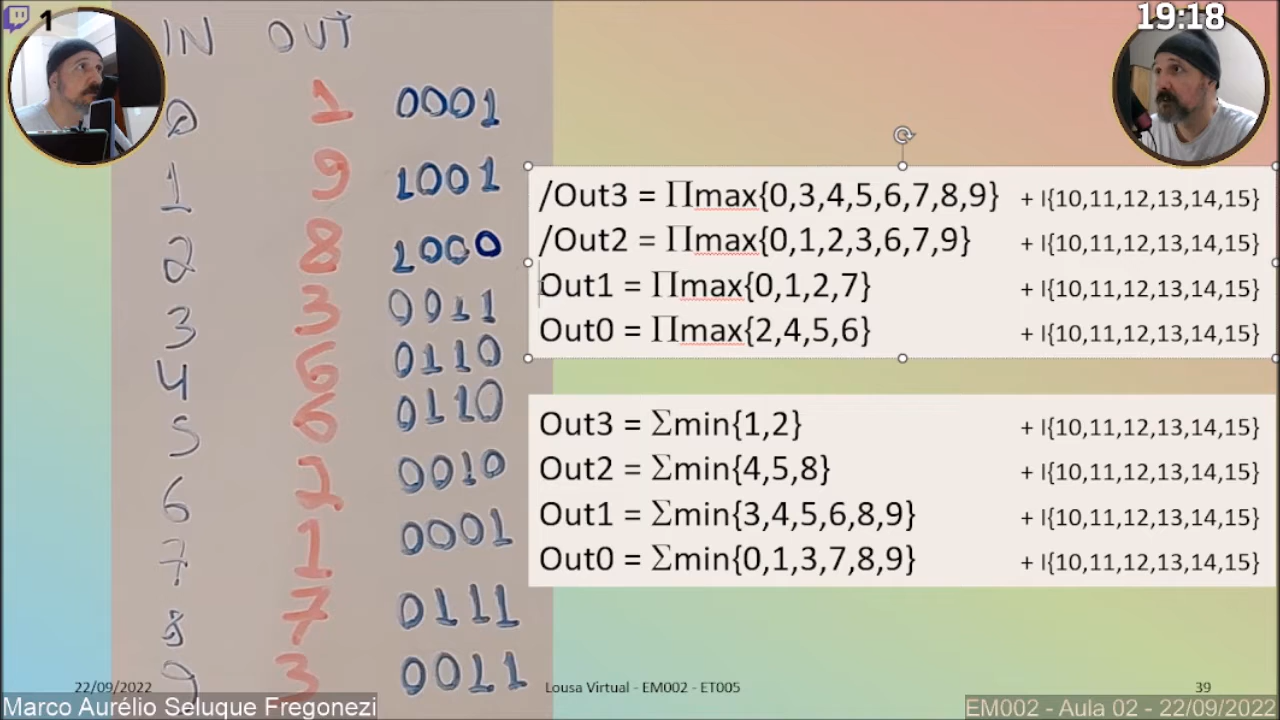 1
19:18
IN OUT
0 1 0001
1 9 1001
2 8 1000
3 3 0011
4 6 0110
5 6 0110
6 2 0010
7 1 0001
8 7 0111
9 3 0011
/Out3 = Πmax{0,3,4,5,6,7,8,9} + I{10,11,12,13,14,15}
/Out2 = Πmax{0,1,2,3,6,7,9} + I{10,11,12,13,14,15}
Out1 = Πmax{0,1,2,7} + I{10,11,12,13,14,15}
Out0 = Πmax{2,4,5,6} + I{10,11,12,13,14,15}
Out3 = Σmin{1,2} + I{10,11,12,13,14,15}
Out2 = Σmin{4,5,8} + I{10,11,12,13,14,15}
Out1 = Σmin{3,4,5,6,8,9} + I{10,11,12,13,14,15}
Out0 = Σmin{0,1,3,7,8,9} + I{10,11,12,13,14,15}
22/09/2022 Lousa Virtual - EM002 - ET005 39
Marco Aurélio Seluque Fregonezi EM002 - Aula 02 - 22/09/2022